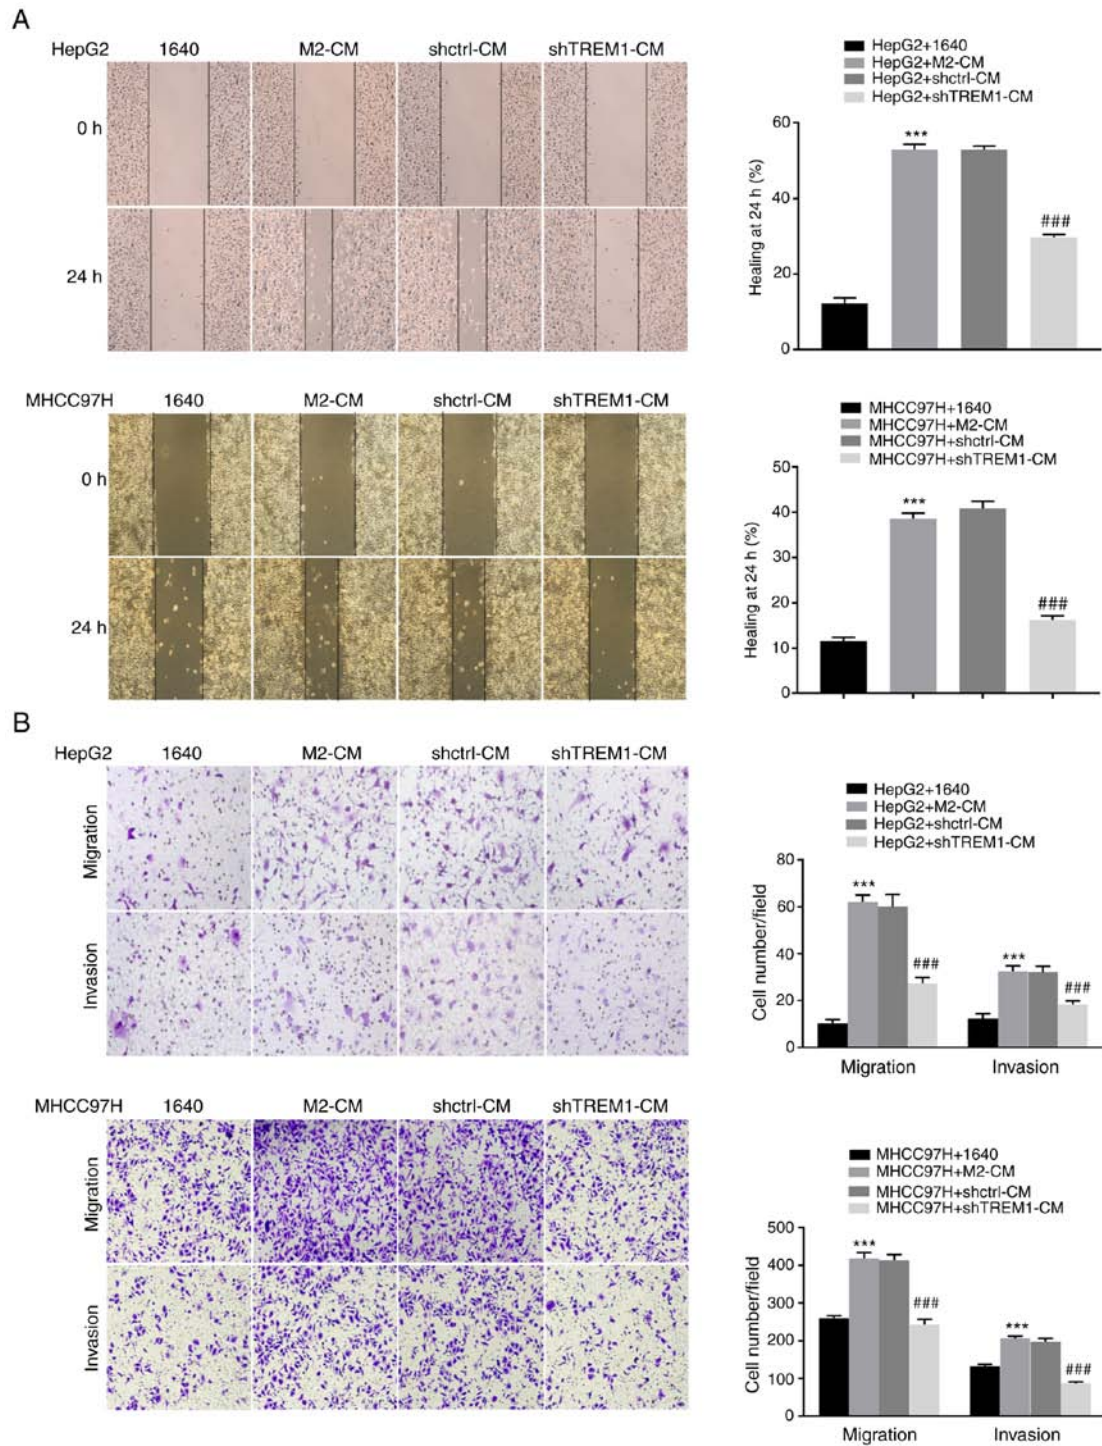 A
HepG2 1640 M2-CM shctrl-CM shTREM1-CM
0 h
24 h
HepG2+1640
HepG2+M2-CM
HepG2+shctrl-CM
HepG2+shTREM1-CM
Healing at 24 h (%)
60
40
20
0
***
###
MHCC97H 1640 M2-CM shctrl-CM shTREM1-CM
0 h
24 h
MHCC97H+1640
MHCC97H+M2-CM
MHCC97H+shctrl-CM
MHCC97H+shTREM1-CM
Healing at 24 h (%)
50
40
30
20
10
0
***
###
B
HepG2 1640 M2-CM shctrl-CM shTREM1-CM
Migration
Invasion
HepG2+1640
HepG2+M2-CM
HepG2+shctrl-CM
HepG2+shTREM1-CM
Cell number/field
80
60
40
20
0
***
###
***
###
Migration Invasion
MHCC97H 1640 M2-CM shctrl-CM shTREM1-CM
Migration
Invasion
MHCC97H+1640
MHCC97H+M2-CM
MHCC97H+shctrl-CM
MHCC97H+shTREM1-CM
Cell number/field
500
400
300
200
100
0
***
###
***
###
Migration Invasion